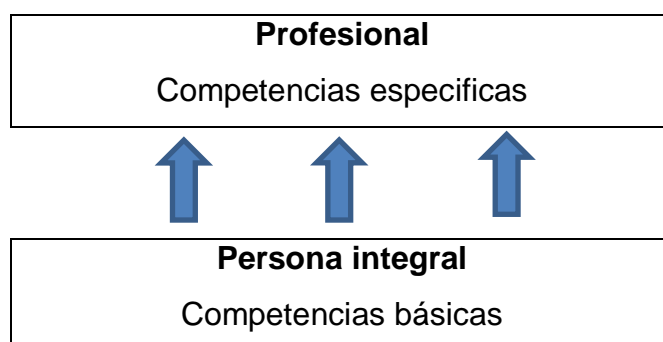 Profesional
Competencias especificas
Persona integral
Competencias básicas